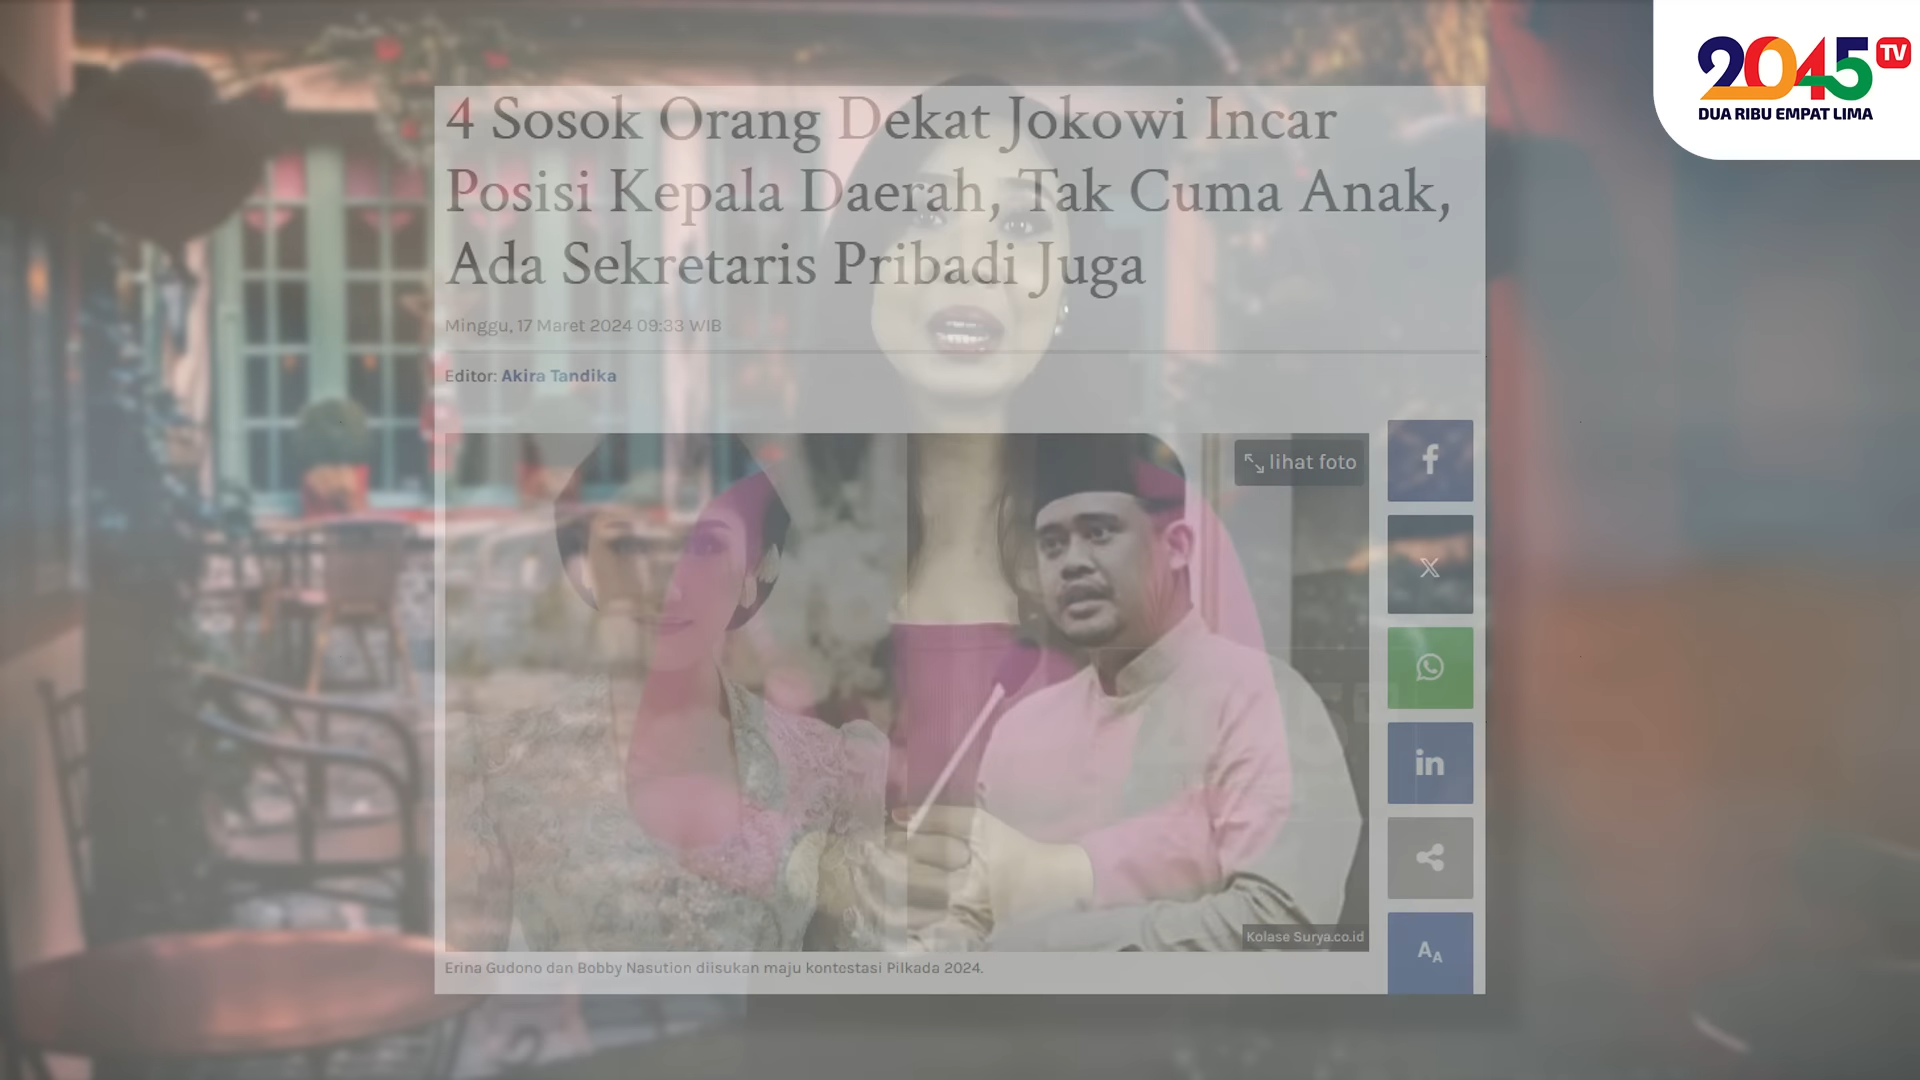 2045 TV
DUA RIBU EMPAT LIMA
4 Sosok Orang Dekat Jokowi Incar
Posisi Kepala Daerah, Tak Cuma Anak,
Ada Sekretaris Pribadi Juga
Minggu, 17 Maret 2024 09:33 WIB
Editor: Akira Tandika
lihat foto
Kolase Surya.co.id
Erina Gudono dan Bobby Nasution diisukan maju kontestasi Pilkada 2024.
f
X
in
AA